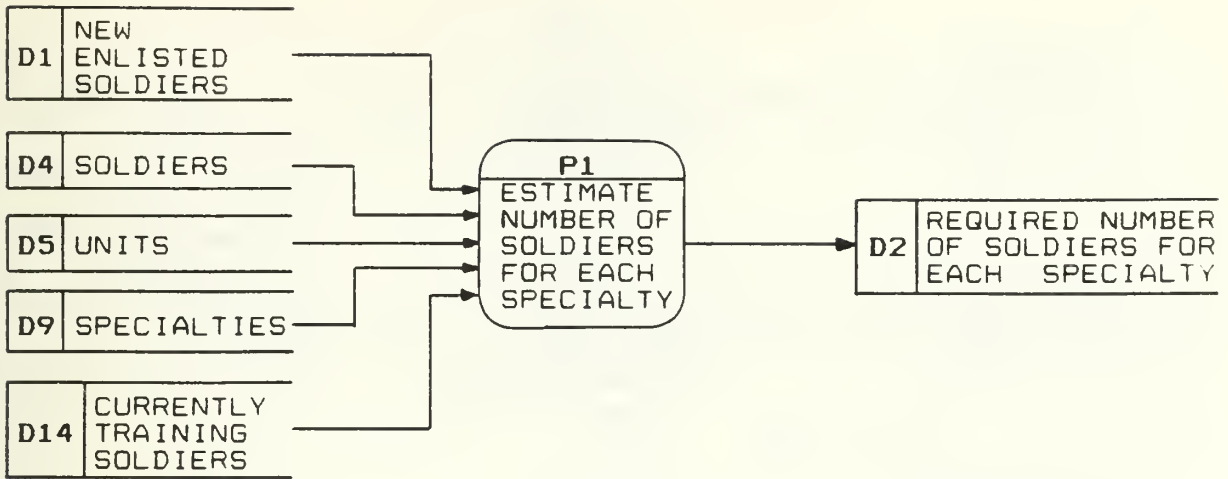 D1
NEW
ENLISTED
SOLDIERS
D4
SOLDIERS
D5
UNITS
D9
SPECIALTIES
D14
CURRENTLY
TRAINING
SOLDIERS
P1
ESTIMATE
NUMBER OF
SOLDIERS
FOR EACH
SPECIALTY
D2
REQUIRED NUMBER
OF SOLDIERS FOR
EACH SPECIALTY